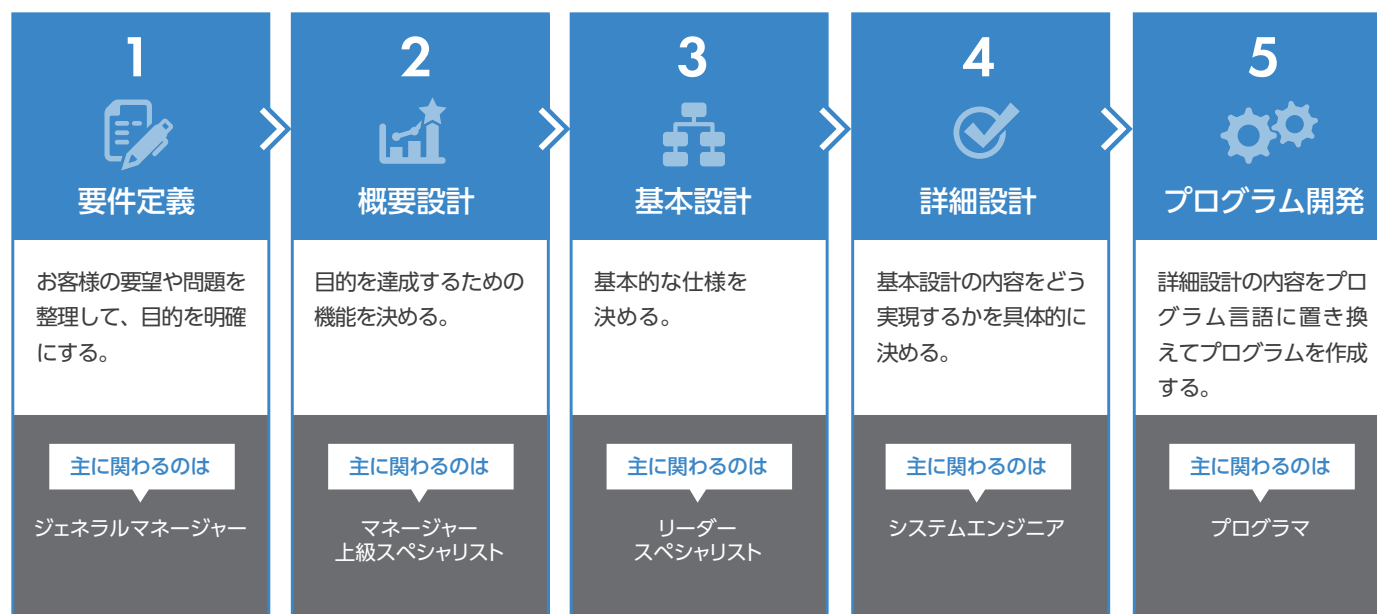 1
要件定義
お客様の要望や問題を
整理して、目的を明確
にする。
主に関わるのは
ジェネラルマネージャー
2
概要設計
目的を達成するための
機能を決める。
主に関わるのは
マネージャー
上級スペシャリスト
3
基本設計
基本的な仕様を
決める。
主に関わるのは
リーダー
スペシャリスト
4
詳細設計
基本設計の内容をどう
実現するかを具体的に
決める。
主に関わるのは
システムエンジニア
5
プログラム開発
詳細設計の内容をプロ
グラム言語に置き換
えてプログラムを作成
する。
主に関わるのは
プログラマ